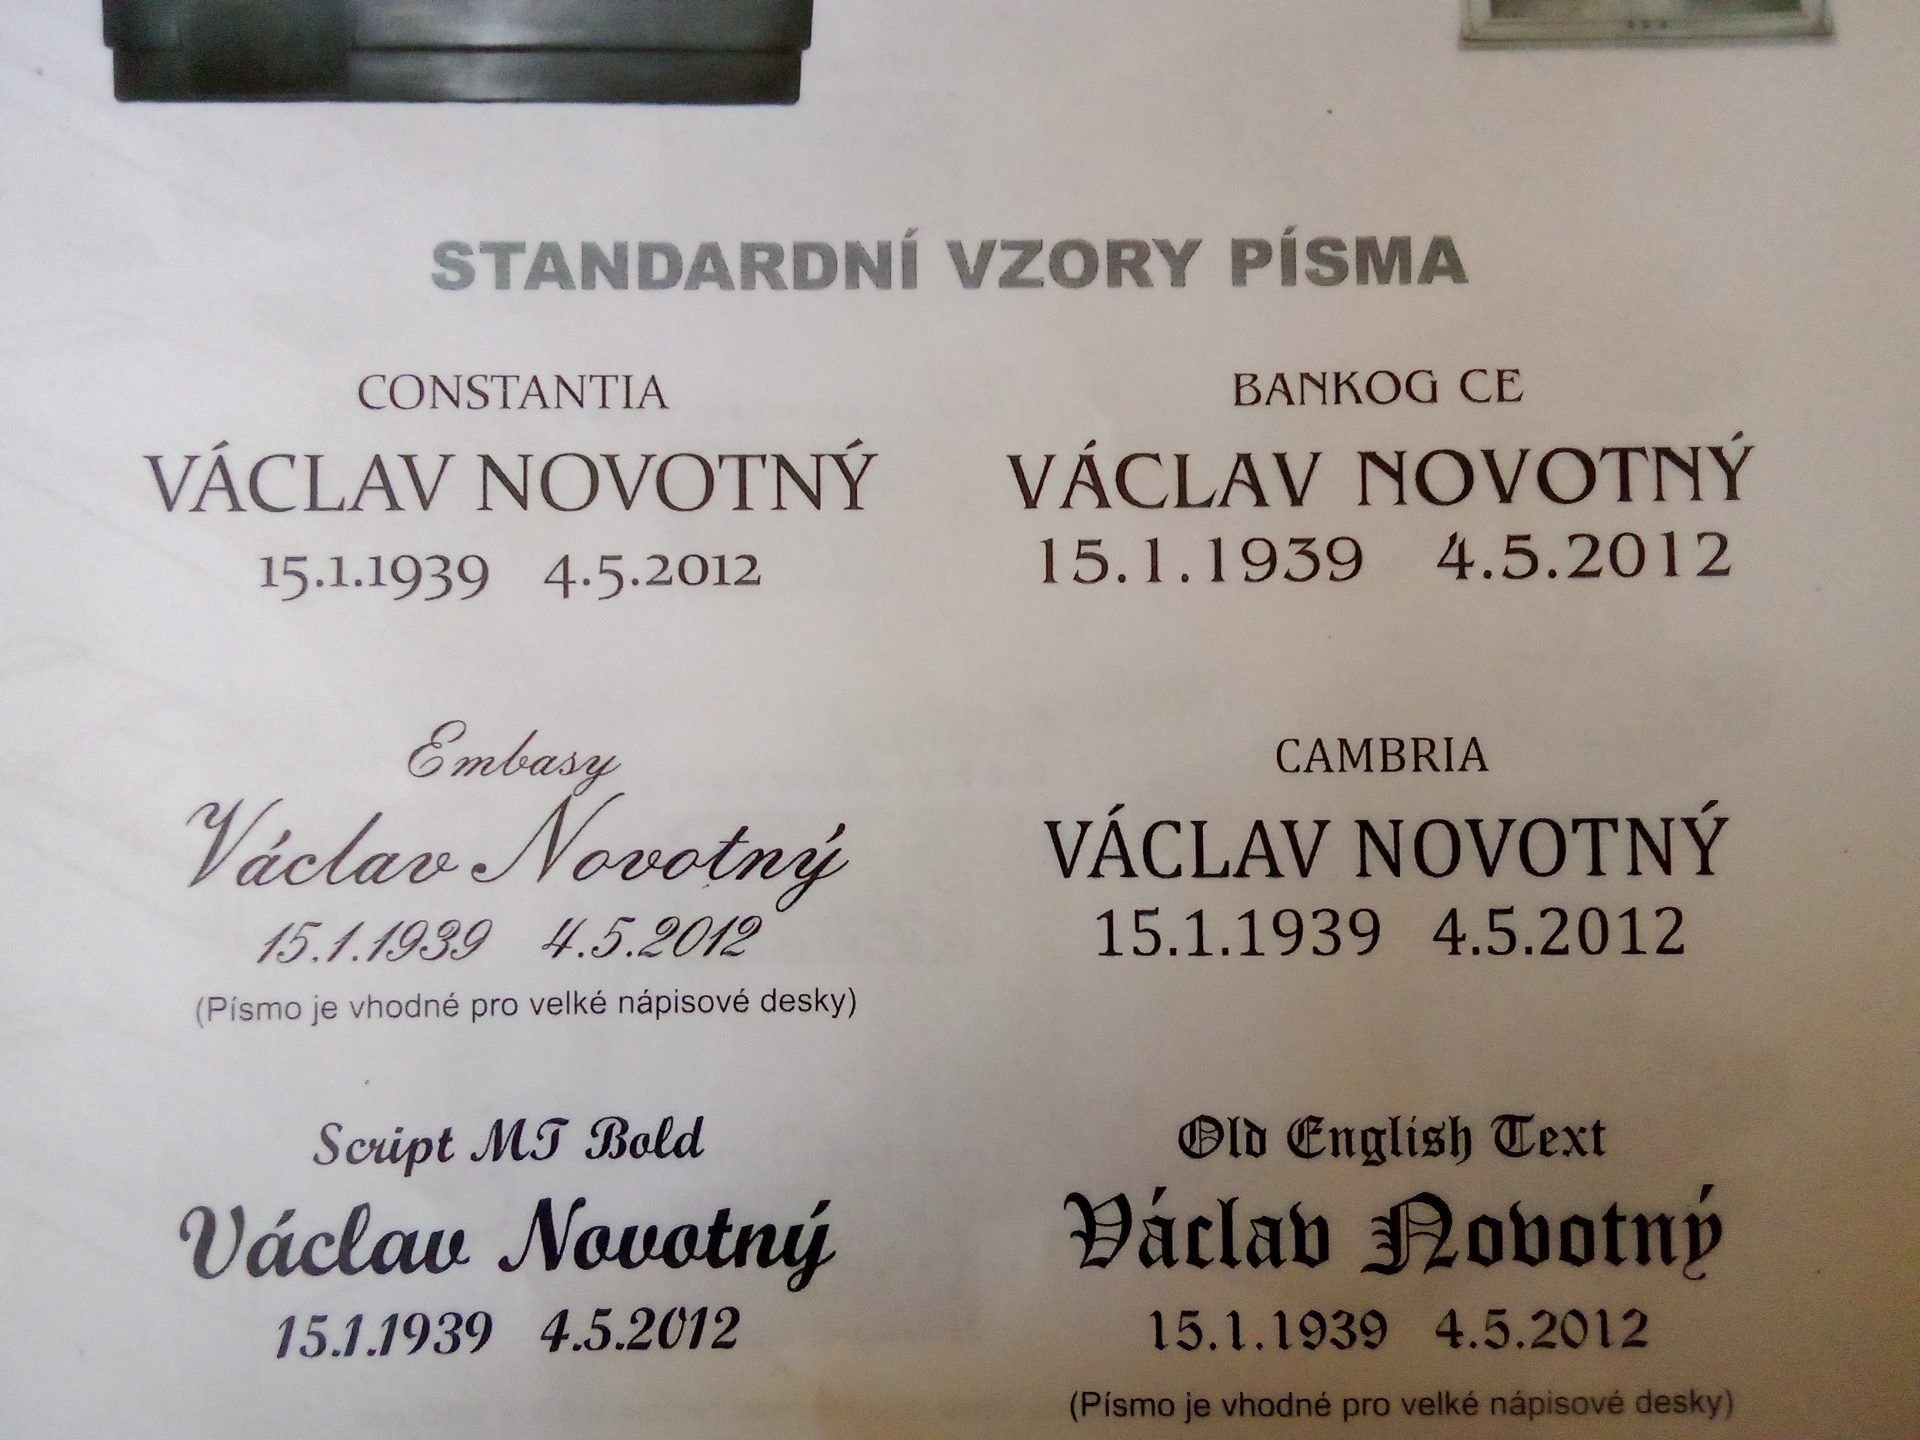 STANDARDNÍ VZORY PÍSMA
CONSTANTIA
VÁCLAV NOVOTNÝ
15.1.1939 4.5.2012
BANKOG CE
VÁCLAV NOVOTNÝ
15.1.1939 4.5.2012
Embasy
Václav Novotný
15.1.1939 4.5.2012
(Písmo je vhodné pro velké nápisové desky)
CAMBRIA
VÁCLAV NOVOTNÝ
15.1.1939 4.5.2012
Script MT Bold
Václav Novotný
15.1.1939 4.5.2012
Old English Text
Václav Novotný
15.1.1939 4.5.2012
(Písmo je vhodné pro velké nápisové desky)